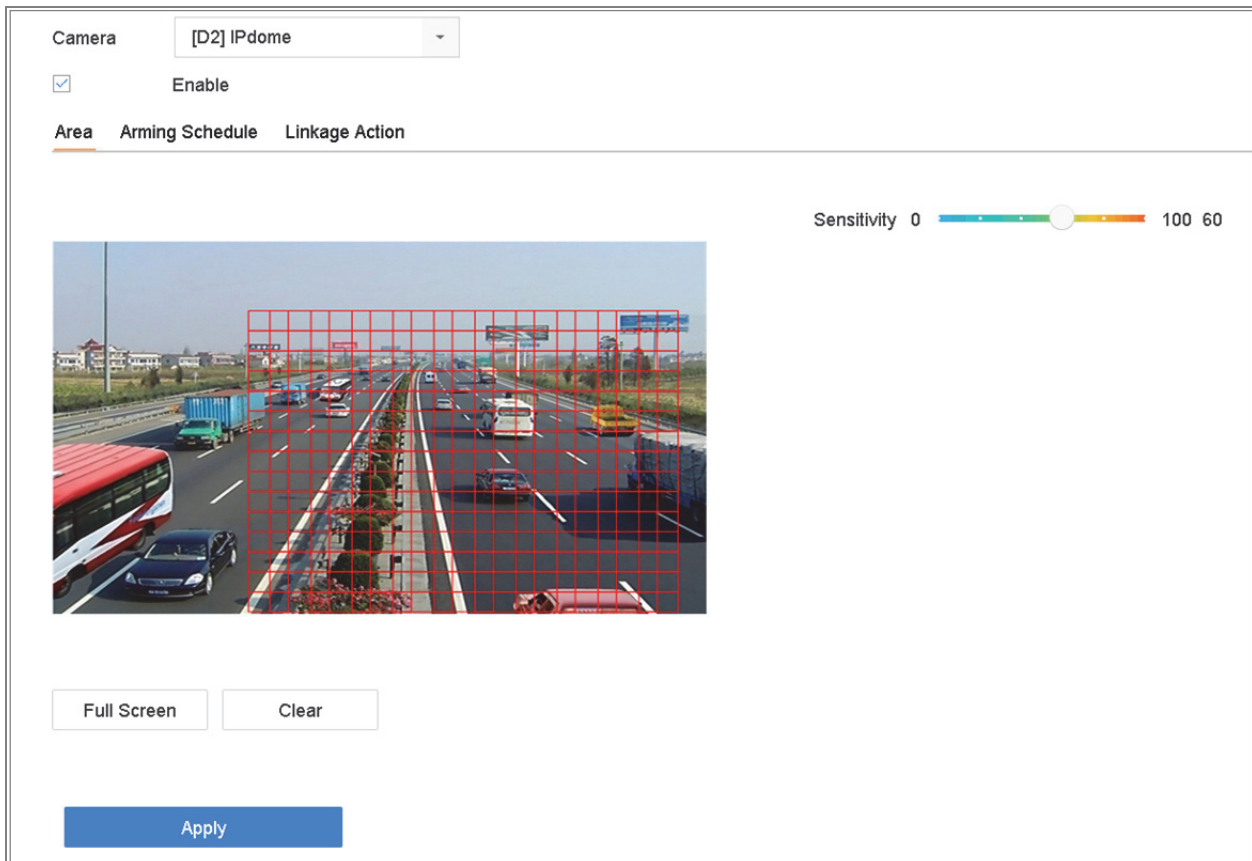 Camera [D2] IPdome
Enable
Area Arming Schedule Linkage Action
Sensitivity 0 100 60
Full Screen Clear
Apply